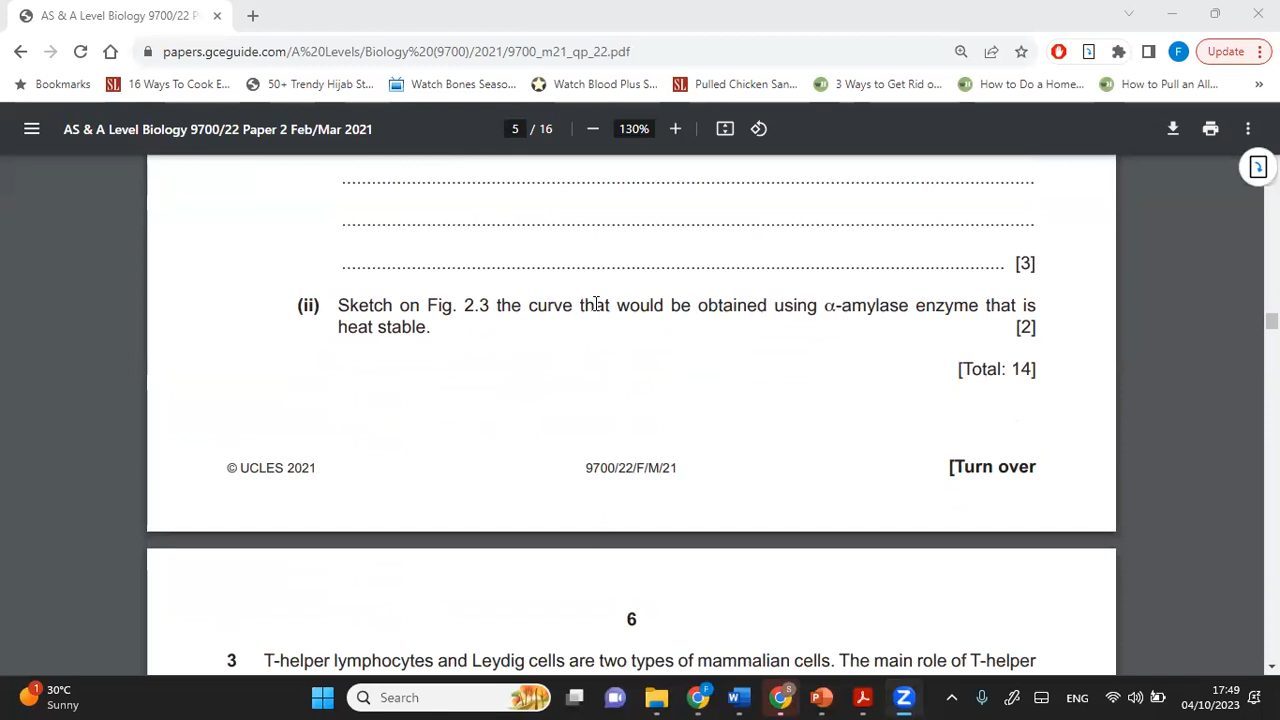 AS & A Level Biology 9700/22 P
papers.gceguide.com/A%20Levels/Biology%20(9700)/2021/9700_m21_qp_22.pdf
F
Update
Bookmarks
16 Ways To Cook E...
50+ Trendy Hijab St...
Watch Bones Seaso...
Watch Blood Plus S...
Pulled Chicken San...
3 Ways to Get Rid o...
How to Do a Home...
How to Pull an All...
»
AS & A Level Biology 9700/22 Paper 2 Feb/Mar 2021
5 / 16
130%
[3]
(ii) Sketch on Fig. 2.3 the curve that would be obtained using α-amylase enzyme that is
heat stable. [2]
[Total: 14]
© UCLES 2021 9700/22/F/M/21 [Turn over
6
3 T-helper lymphocytes and Leydig cells are two types of mammalian cells. The main role of T-helper
1
30°C
Sunny
Search
ENG
17:49
04/10/2023